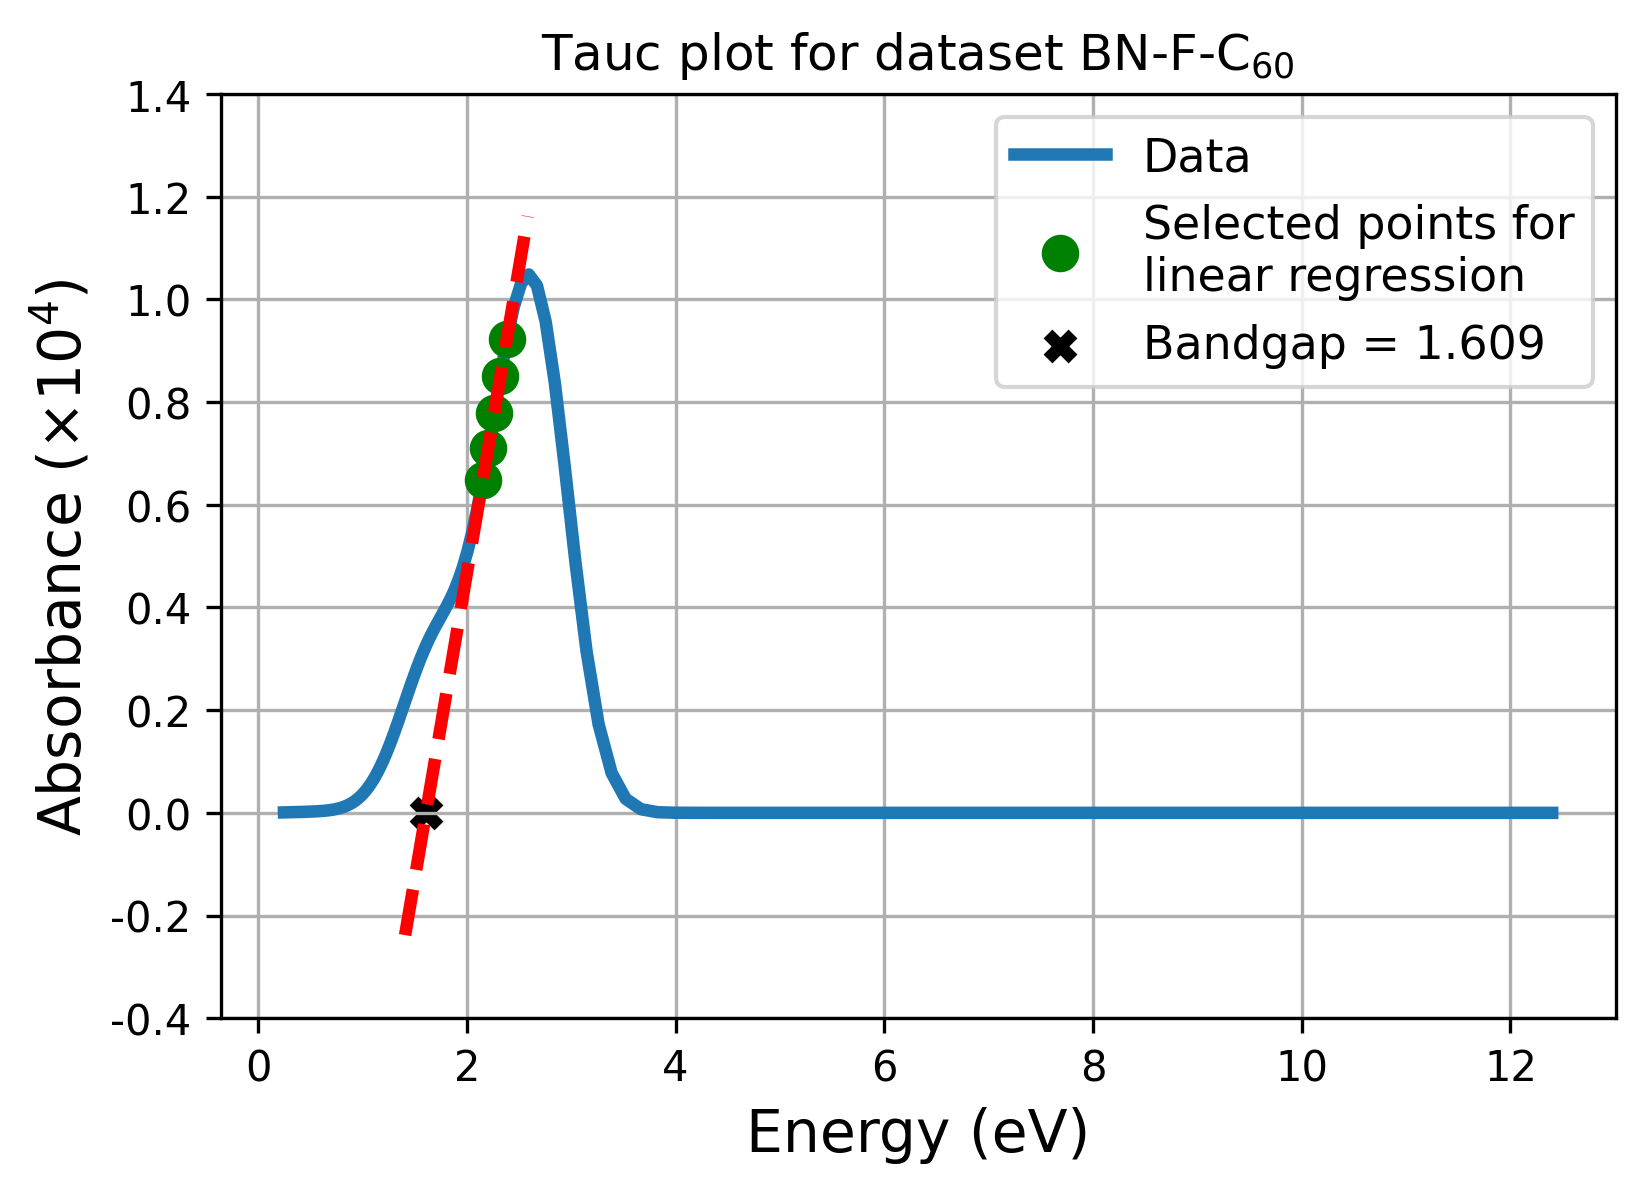 Tauc plot for dataset BN-F-C₆₀
1.4
1.2
1.0
0.8
0.6
0.4
0.2
0.0
-0.2
-0.4
Absorbance (×10⁴)
Data
Selected points for
linear regression
Bandgap = 1.609
0 2 4 6 8 10 12
Energy (eV)